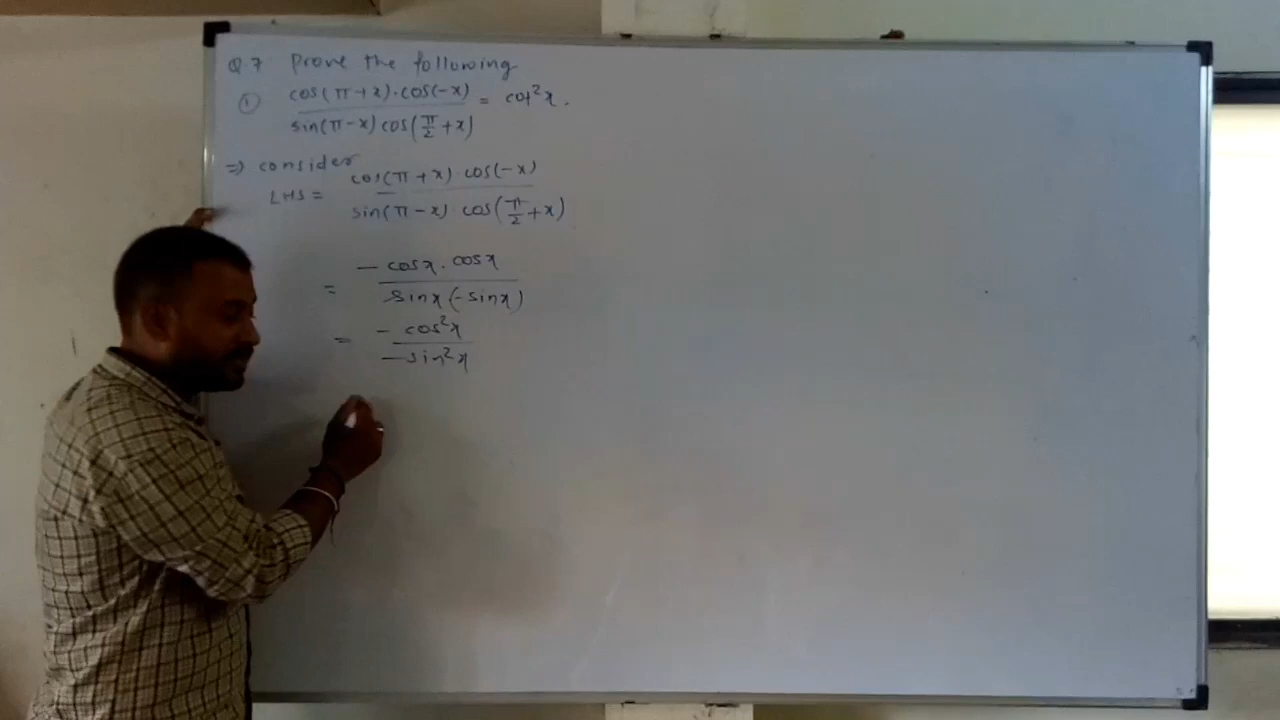 Q.7 Prove the following
① cos(π+x)·cos(-x) / sin(π-x) cos(π/2+x) = cot²x.
⇒ consider
LHS = cos(π+x) cos(-x) / sin(π-x)·cos(π/2+x)
= -cosx·cosx / sinx(-sinx)
= -cos²x / -sin²x